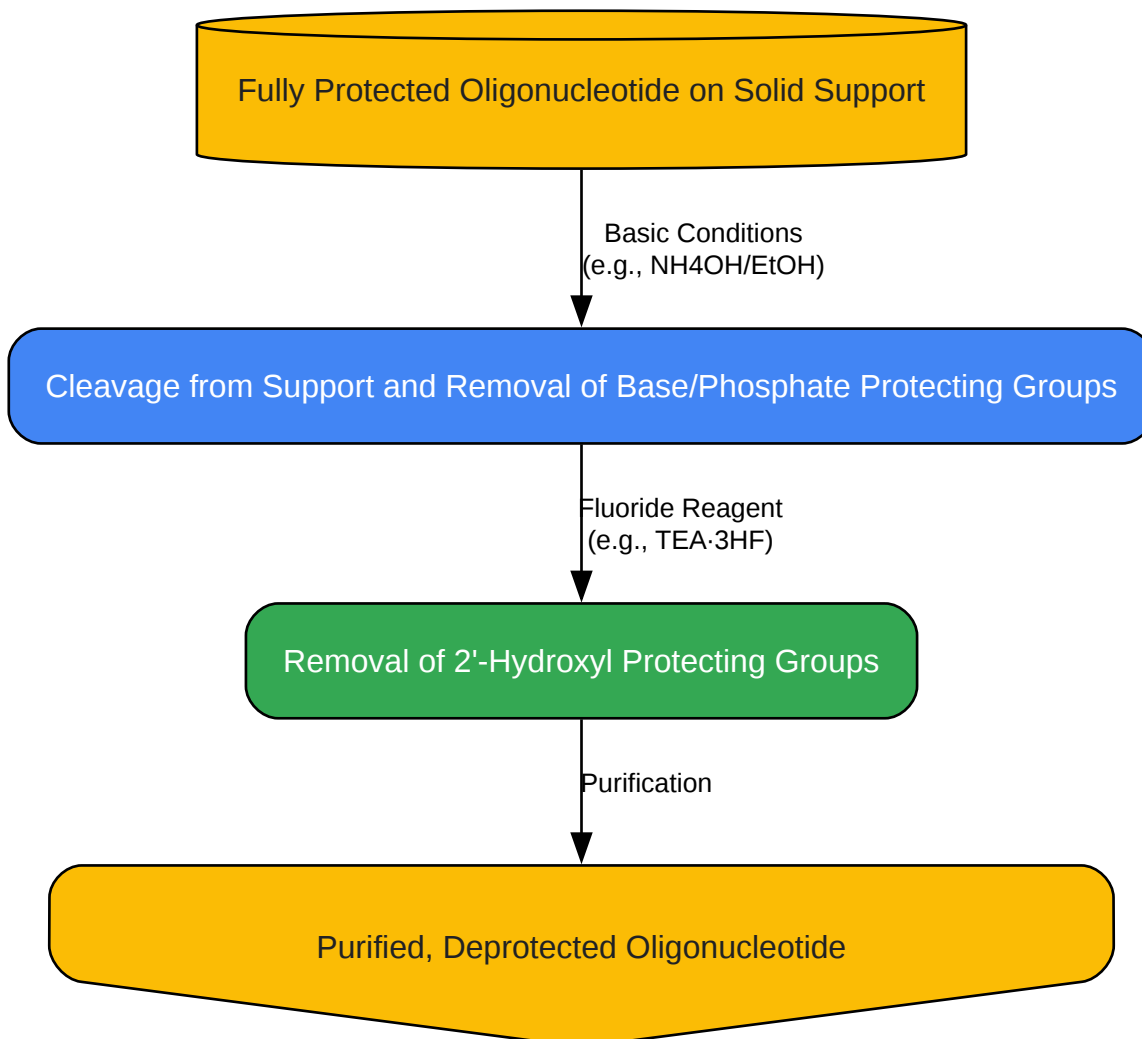 Fully Protected Oligonucleotide on Solid Support
Basic Conditions
(e.g., NH4OH/EtOH)
Cleavage from Support and Removal of Base/Phosphate Protecting Groups
Fluoride Reagent
(e.g., TEA·3HF)
Removal of 2'-Hydroxyl Protecting Groups
Purification
Purified, Deprotected Oligonucleotide